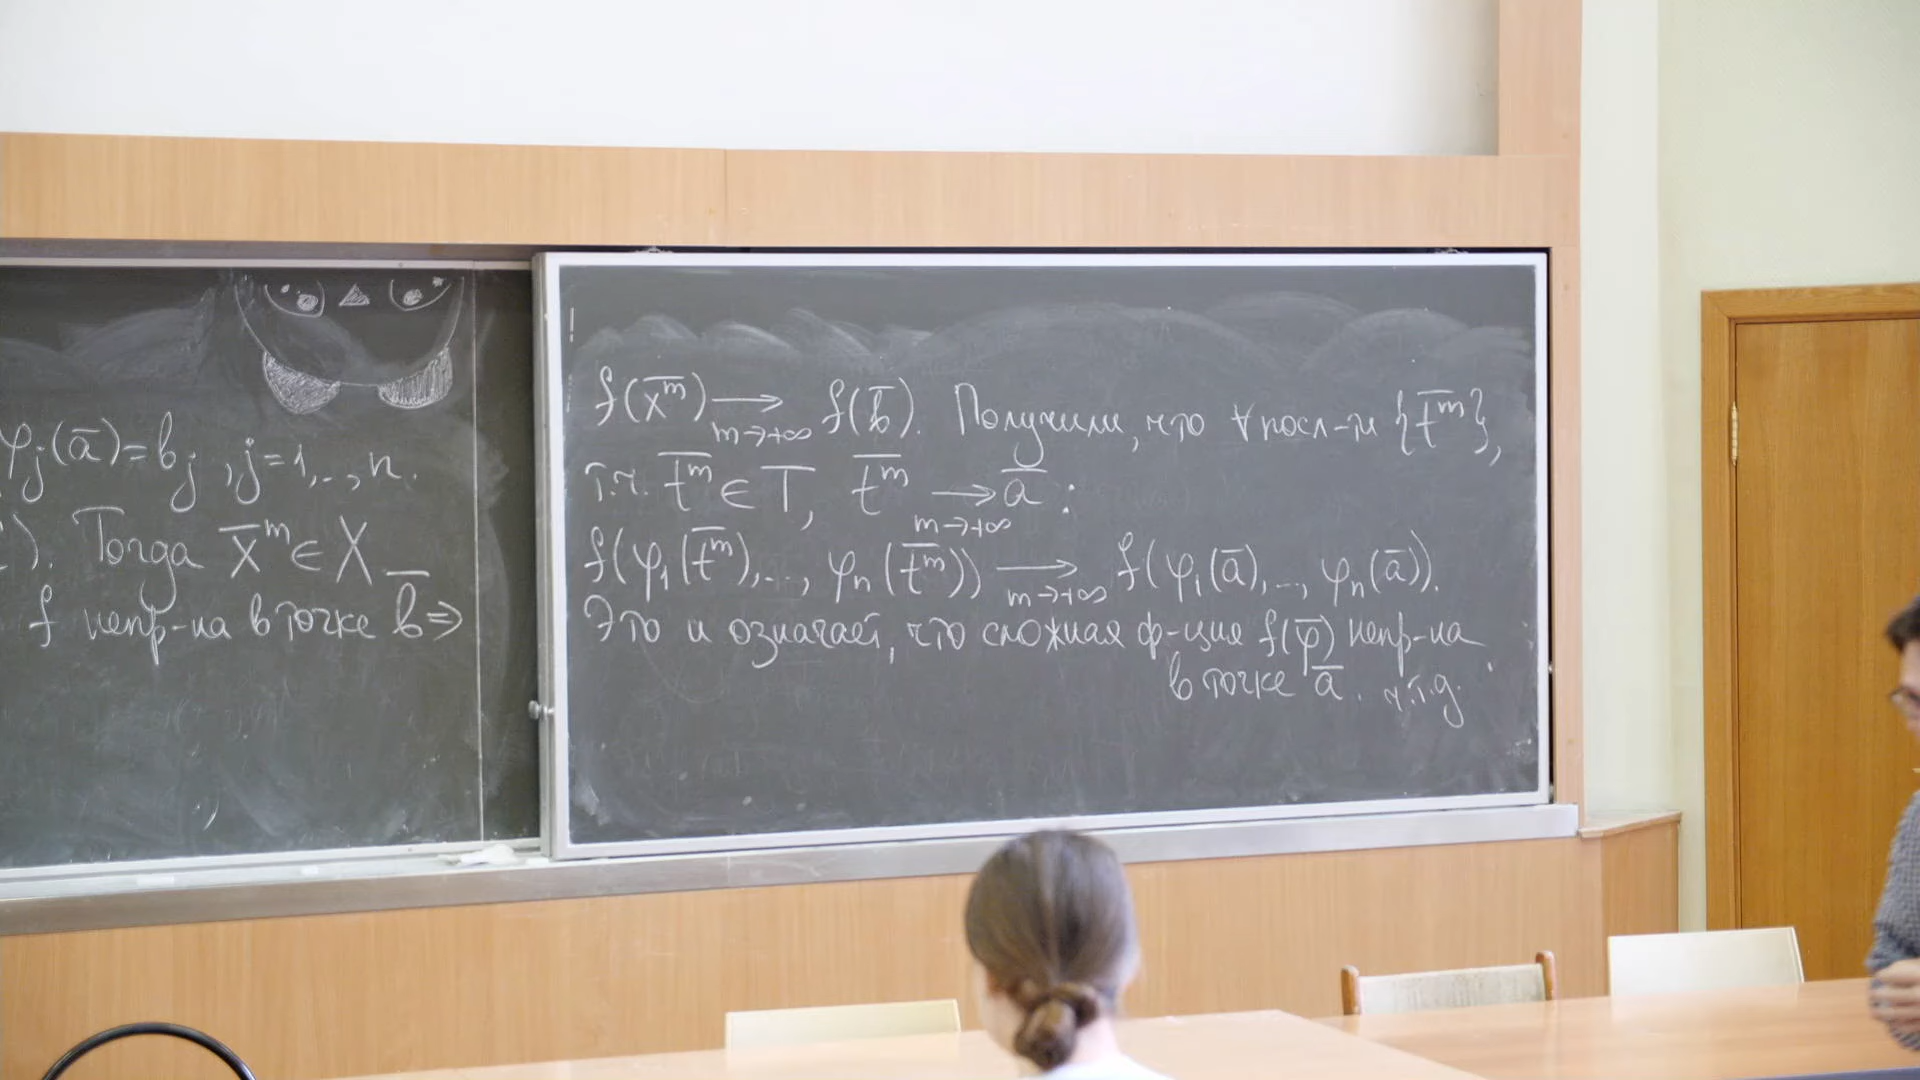 φj(a̅)=bj, j=1,..,n.
). Тогда x̅ᵐ∈X
f непр-на в точке b̅ ⇒
f(x̅ᵐ) ⟶ f(b̅). Получили, что ∀ посл-ти {t̅ᵐ},
m→+∞
т.ч. t̅ᵐ∈T, t̅ᵐ ⟶ a̅ :
m→+∞
f(φ₁(t̅ᵐ),..., φₙ(t̅ᵐ)) ⟶ f(φ₁(a̅),..., φₙ(a̅)).
m→+∞
Это и означает, что сложная ф-ция f(φ̅) непр-на
в точке a̅. ч.т.д.